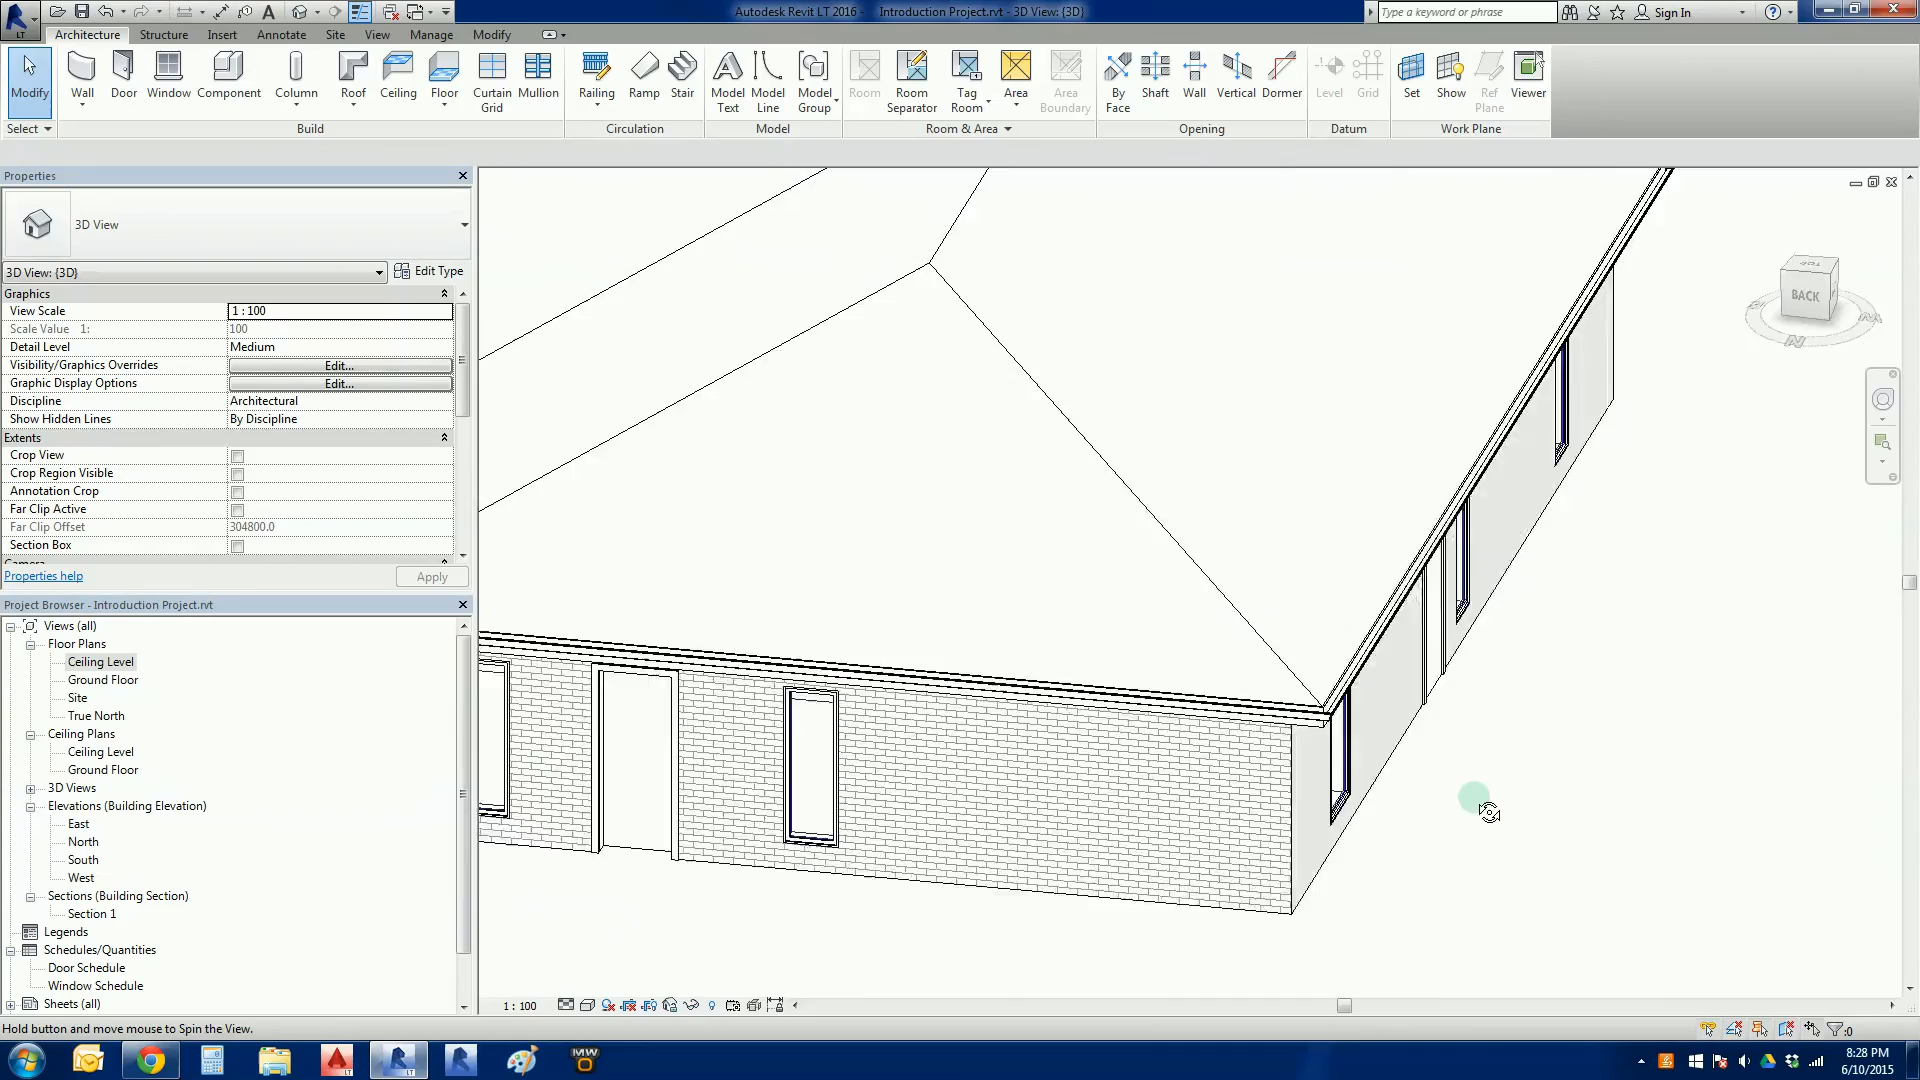 Autodesk Revit LT 2016 -     Introduction Project.rvt - 3D View: {3D}
Type a keyword or phrase
Sign In
LT
Architecture
Structure
Insert
Annotate
Site
View
Manage
Modify
Modify
Wall
Door
Window
Component
Column
Roof
Ceiling
Floor
Curtain Grid
Mullion
Railing
Ramp
Stair
Model Text
Model Line
Model Group
Room
Room Separator
Tag Room
Area
Area Boundary
By Face
Shaft
Wall
Vertical
Dormer
Level
Grid
Set
Show
Ref Plane
Viewer
Select
Build
Circulation
Model
Room & Area
Opening
Datum
Work Plane
Properties
3D View
3D View: {3D}
Edit Type
Graphics
View Scale 1 : 100
Scale Value 1: 100
Detail Level Medium
Visibility/Graphics Overrides Edit...
Graphic Display Options Edit...
Discipline Architectural
Show Hidden Lines By Discipline
Extents
Crop View
Crop Region Visible
Annotation Crop
Far Clip Active
Far Clip Offset 304800.0
Section Box
Camera
Properties help
Apply
Project Browser - Introduction Project.rvt
Views (all)
Floor Plans
Ceiling Level
Ground Floor
Site
True North
Ceiling Plans
Ceiling Level
Ground Floor
3D Views
Elevations (Building Elevation)
East
North
South
West
Sections (Building Section)
Section 1
Legends
Schedules/Quantities
Door Schedule
Window Schedule
Sheets (all)
TOP
BACK
N
1 : 100
Hold button and move mouse to Spin the View.
:0
LT
LT
MW
8:28 PM
6/10/2015